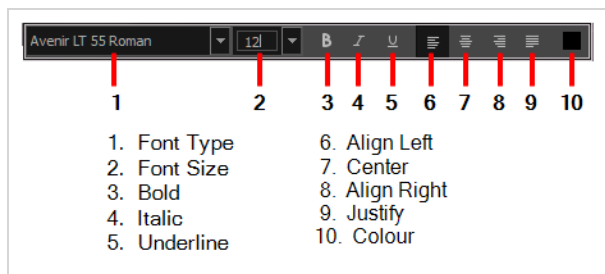 Avenir LT 55 Roman 12 B I U
1 2 3 4 5 6 7 8 9 10
1. Font Type
2. Font Size
3. Bold
4. Italic
5. Underline
6. Align Left
7. Center
8. Align Right
9. Justify
10. Colour